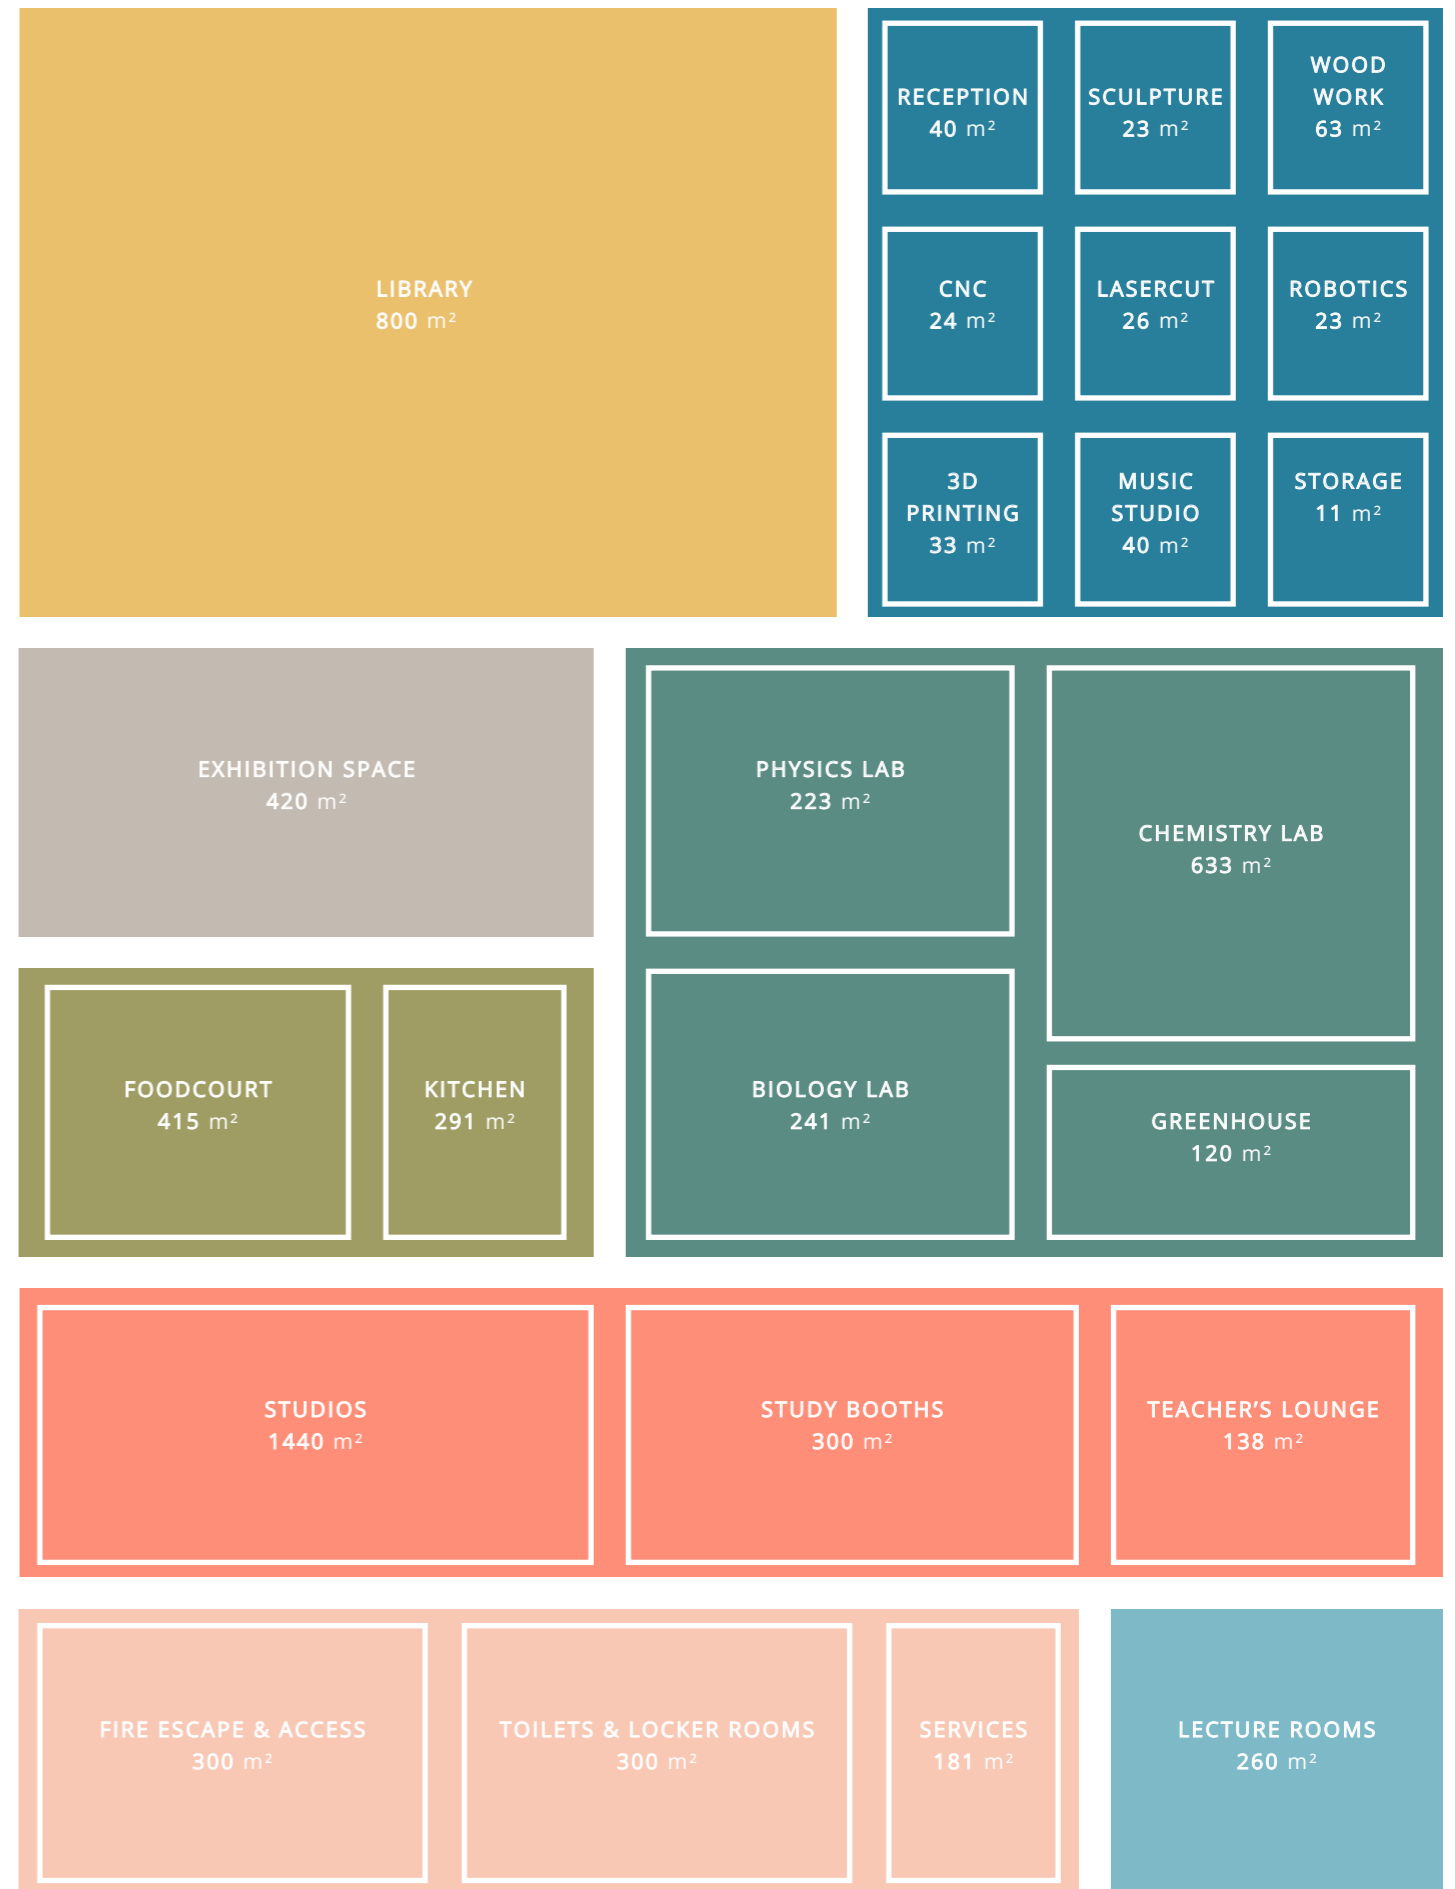 LIBRARY
800 m²
RECEPTION
40 m²
SCULPTURE
23 m²
WOOD
WORK
63 m²
CNC
24 m²
LASERCUT
26 m²
ROBOTICS
23 m²
3D
PRINTING
33 m²
MUSIC
STUDIO
40 m²
STORAGE
11 m²
EXHIBITION SPACE
420 m²
PHYSICS LAB
223 m²
CHEMISTRY LAB
633 m²
FOODCOURT
415 m²
KITCHEN
291 m²
BIOLOGY LAB
241 m²
GREENHOUSE
120 m²
STUDIOS
1440 m²
STUDY BOOTHS
300 m²
TEACHER’S LOUNGE
138 m²
FIRE ESCAPE & ACCESS
300 m²
TOILETS & LOCKER ROOMS
300 m²
SERVICES
181 m²
LECTURE ROOMS
260 m²